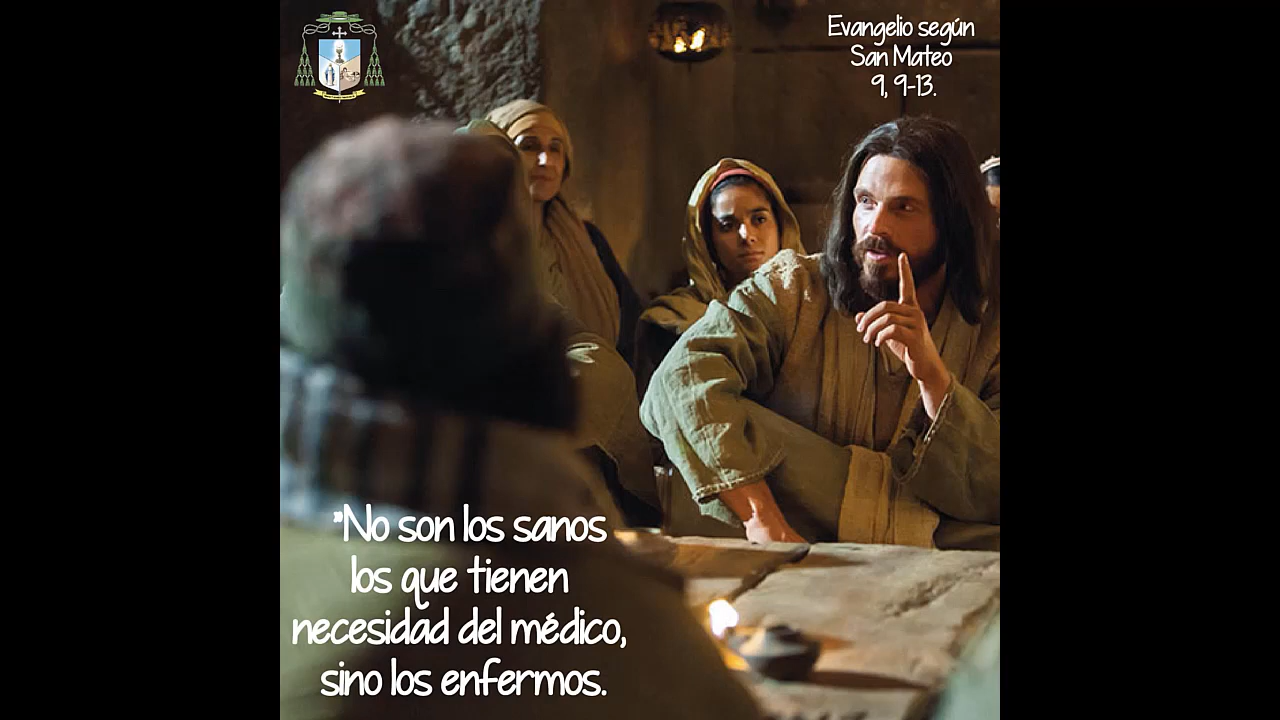 Evangelio según
San Mateo
9, 9-13.
"No son los sanos
los que tienen
necesidad del médico,
sino los enfermos.